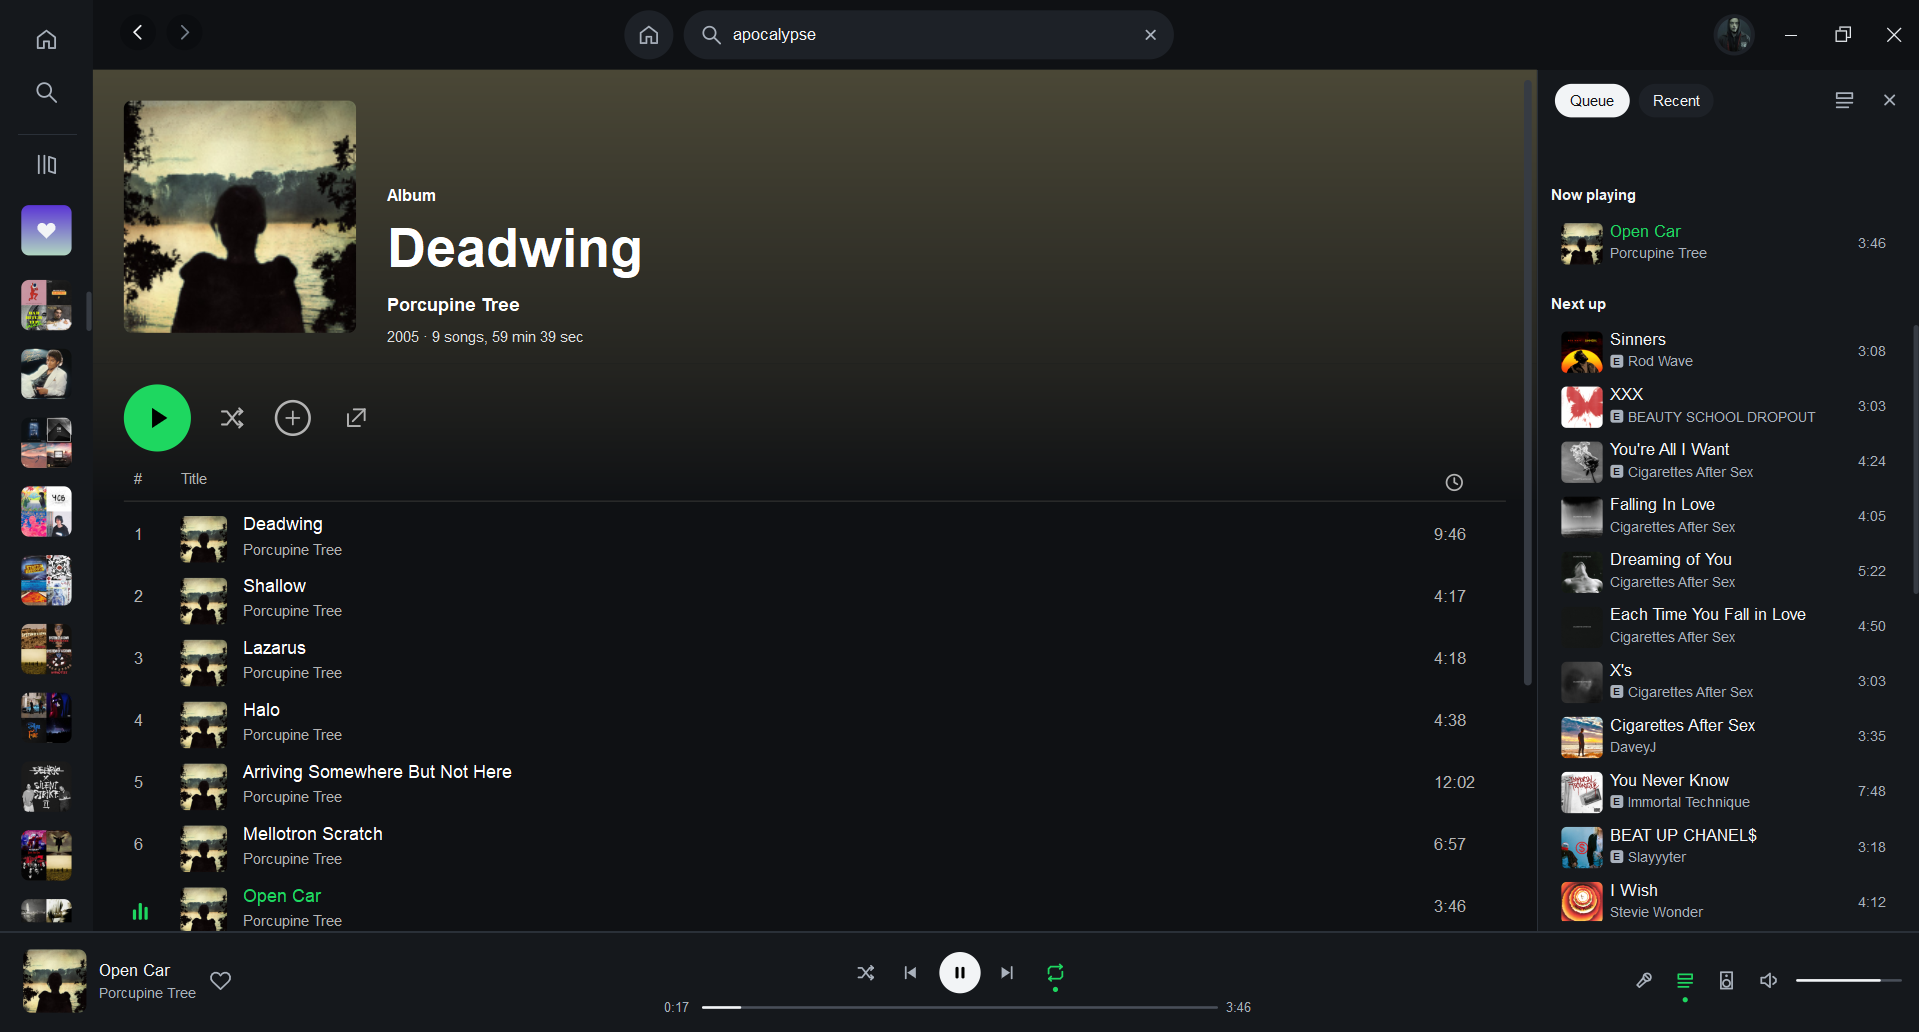 apocalypse
Album
Deadwing
Porcupine Tree
2005 · 9 songs, 59 min 39 sec
# Title
1 Deadwing 9:46
Porcupine Tree
2 Shallow 4:17
Porcupine Tree
3 Lazarus 4:18
Porcupine Tree
4 Halo 4:38
Porcupine Tree
5 Arriving Somewhere But Not Here 12:02
Porcupine Tree
6 Mellotron Scratch 6:57
Porcupine Tree
Open Car 3:46
Porcupine Tree
Queue Recent
Now playing
Open Car 3:46
Porcupine Tree
Next up
Sinners 3:08
E Rod Wave
XXX 3:03
E BEAUTY SCHOOL DROPOUT
You're All I Want 4:24
E Cigarettes After Sex
Falling In Love 4:05
Cigarettes After Sex
Dreaming of You 5:22
Cigarettes After Sex
Each Time You Fall in Love 4:50
Cigarettes After Sex
X's 3:03
E Cigarettes After Sex
Cigarettes After Sex 3:35
DaveyJ
You Never Know 7:48
E Immortal Technique
BEAT UP CHANEL$ 3:18
E Slayyyter
I Wish 4:12
Stevie Wonder
Open Car
Porcupine Tree
0:17 3:46